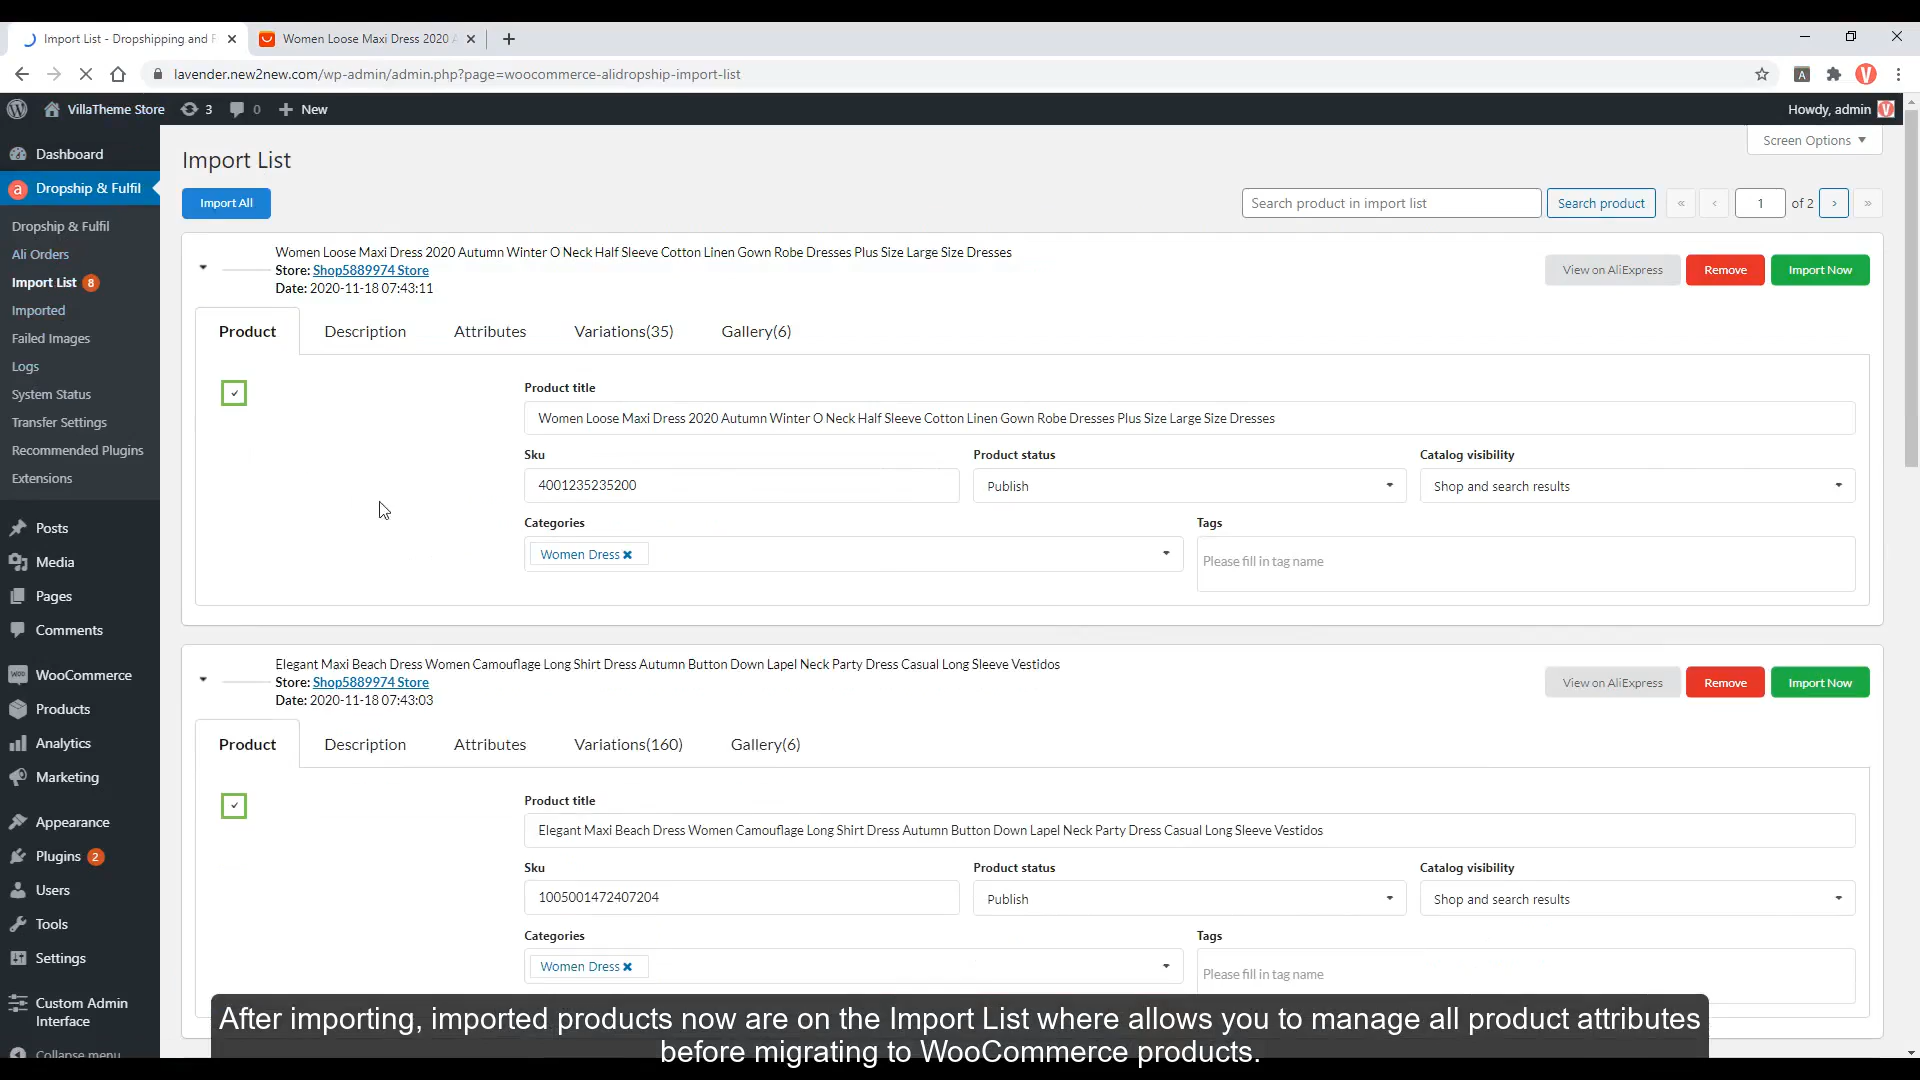 Import List - Dropshipping and F
Women Loose Maxi Dress 2020 A
lavender.new2new.com/wp-admin/admin.php?page=woocommerce-alidropship-import-list
VillaTheme Store 3 0 New
Howdy, admin
Screen Options
Dashboard
Dropship & Fulfil
Dropship & Fulfil
Ali Orders
Import List 8
Imported
Failed Images
Logs
System Status
Transfer Settings
Recommended Plugins
Extensions
Posts
Media
Pages
Comments
WooCommerce
Products
Analytics
Marketing
Appearance
Plugins 2
Users
Tools
Settings
Custom Admin
Interface
Collapse menu
Import List
Import All
Search product in import list
Search product
« ‹ 1 of 2 › »
Women Loose Maxi Dress 2020 Autumn Winter O Neck Half Sleeve Cotton Linen Gown Robe Dresses Plus Size Large Size Dresses
Store: Shop5889974 Store
Date: 2020-11-18 07:43:11
View on AliExpress
Remove
Import Now
Product Description Attributes Variations(35) Gallery(6)
Product title
Women Loose Maxi Dress 2020 Autumn Winter O Neck Half Sleeve Cotton Linen Gown Robe Dresses Plus Size Large Size Dresses
Sku Product status Catalog visibility
4001235235200 Publish Shop and search results
Categories Tags
Women Dress Please fill in tag name
Elegant Maxi Beach Dress Women Camouflage Long Shirt Dress Autumn Button Down Lapel Neck Party Dress Casual Long Sleeve Vestidos
Store: Shop5889974 Store
Date: 2020-11-18 07:43:03
View on AliExpress
Remove
Import Now
Product Description Attributes Variations(160) Gallery(6)
Product title
Elegant Maxi Beach Dress Women Camouflage Long Shirt Dress Autumn Button Down Lapel Neck Party Dress Casual Long Sleeve Vestidos
Sku Product status Catalog visibility
1005001472407204 Publish Shop and search results
Categories Tags
Women Dress Please fill in tag name
After importing, imported products now are on the Import List where allows you to manage all product attributes
before migrating to WooCommerce products.